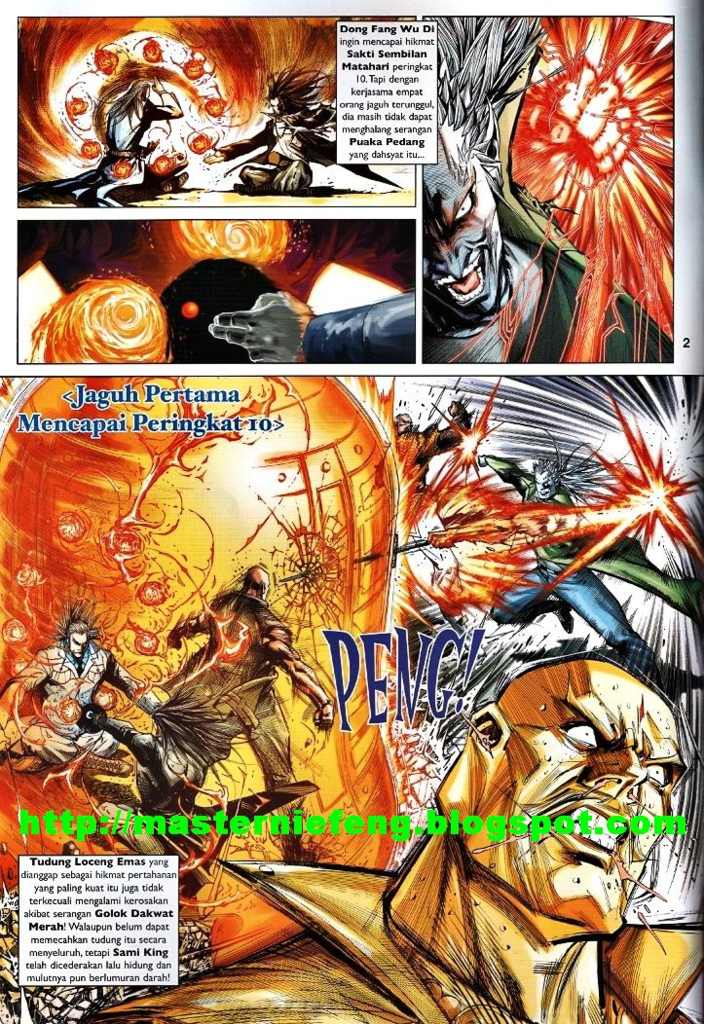 Dong Fang Wu Di
ingin mencapai hikmat
Sakti Sembilan
Matahari peringkat
10. Tapi dengan
kerjasama empat
orang jaguh terunggul,
dia masih tidak dapat
menghalang serangan
Puaka Pedang
yang dahsyat itu...
2
<Jaguh Pertama
Mencapai Peringkat 10>
PENG!
http://masterniefeng.blogspot.com
Tudung Loceng Emas yang
dianggap sebagai hikmat pertahanan
yang paling kuat itu juga tidak
terkecuali mengalami kerosakan
akibat serangan Golok Dakwat
Merah! Walaupun belum dapat
memecahkan tudung itu secara
menyeluruh, tetapi Sami King
telah dicederakan lalu hidung dan
mulutnya pun berlumuran darah!